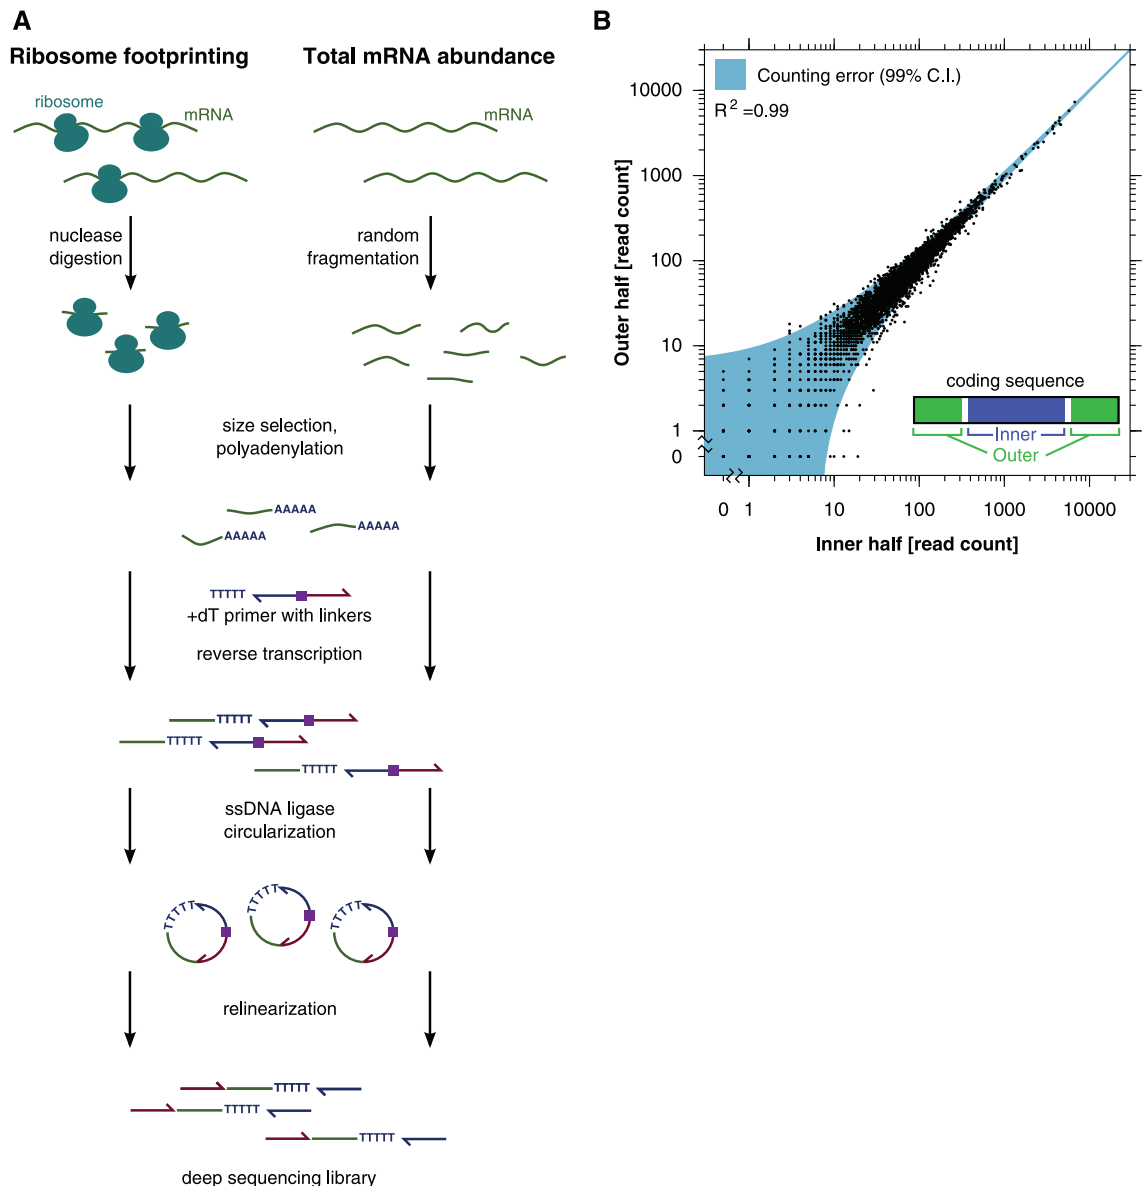 A
Ribosome footprinting
Total mRNA abundance
ribosome
mRNA
mRNA
nuclease
digestion
random
fragmentation
size selection,
polyadenylation
AAAAA
AAAAA
AAAAA
TTTTT
+dT primer with linkers
reverse transcription
TTTTT
TTTTT
TTTTT
ssDNA ligase
circularization
TTTTT
TTTTT
TTTTT
relinearization
TTTTT
TTTTT
TTTTT
deep sequencing library
B
Counting error (99% C.I.)
R2 =0.99
Outer half [read count]
10000
1000
100
10
1
0
coding sequence
Inner
Outer
0 1 10 100 1000 10000
Inner half [read count]